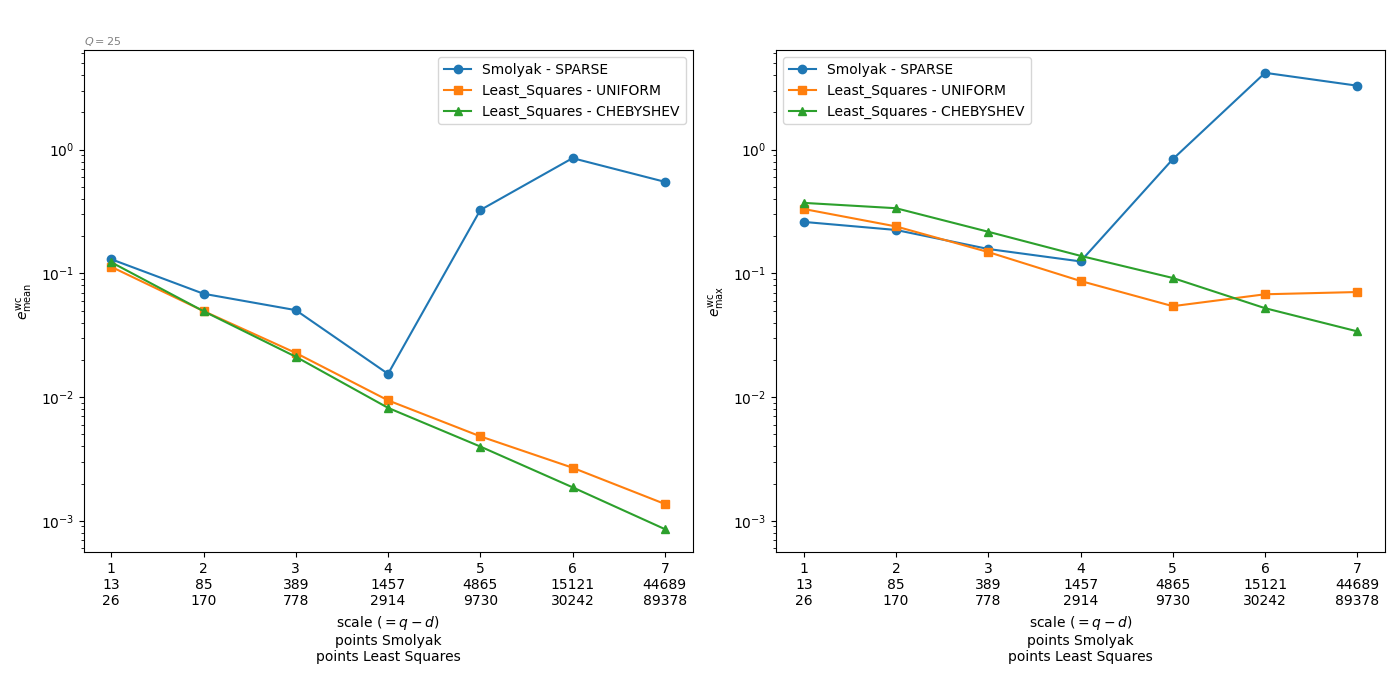 Q = 25
Smolyak - SPARSE
Least_Squares - UNIFORM
Least_Squares - CHEBYSHEV
10^0
10^-1
10^-2
10^-3
e^wc_mean
1 2 3 4 5 6 7
13 85 389 1457 4865 15121 44689
26 170 778 2914 9730 30242 89378
scale (= q − d)
points Smolyak
points Least Squares
Smolyak - SPARSE
Least_Squares - UNIFORM
Least_Squares - CHEBYSHEV
10^0
10^-1
10^-2
10^-3
e^wc_max
1 2 3 4 5 6 7
13 85 389 1457 4865 15121 44689
26 170 778 2914 9730 30242 89378
scale (= q − d)
points Smolyak
points Least Squares